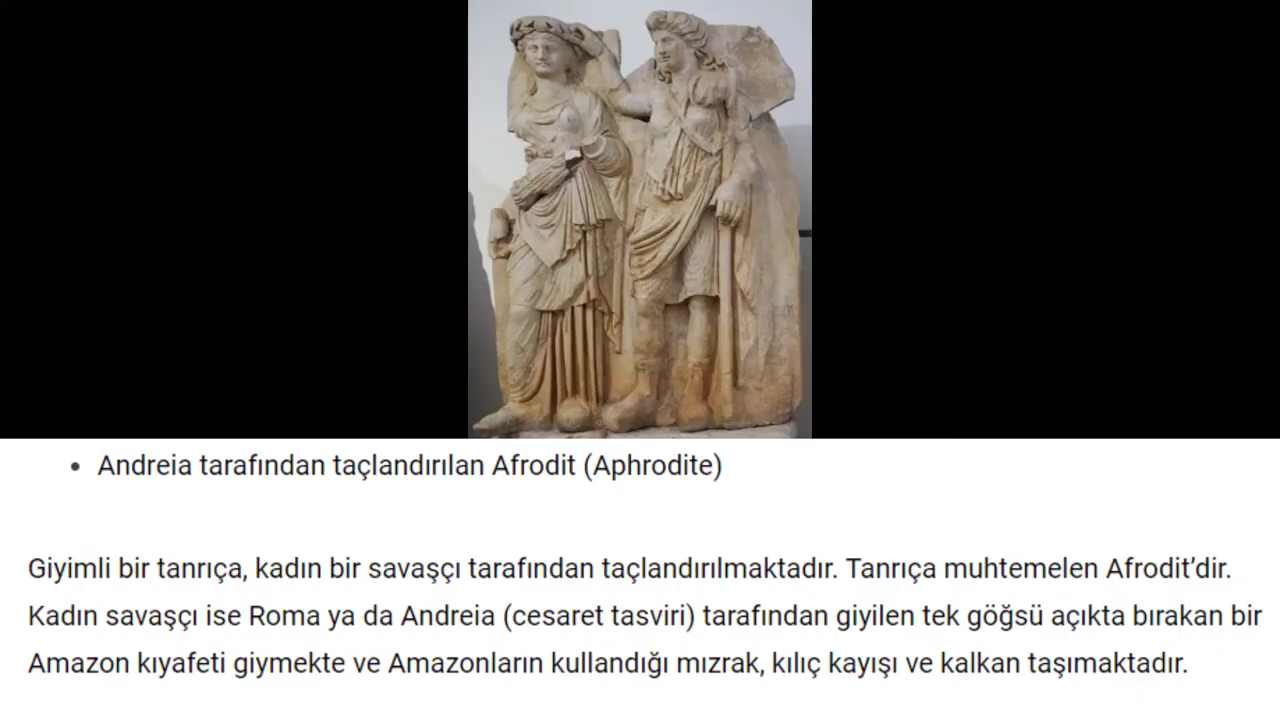 • Andreia tarafından taçlandırılan Afrodit (Aphrodite)
Giyimli bir tanrıça, kadın bir savaşçı tarafından taçlandırılmaktadır. Tanrıça muhtemelen Afrodit’dir.
Kadın savaşçı ise Roma ya da Andreia (cesaret tasviri) tarafından giyilen tek göğsü açıkta bırakan bir
Amazon kıyafeti giymekte ve Amazonların kullandığı mızrak, kılıç kayışı ve kalkan taşımaktadır.